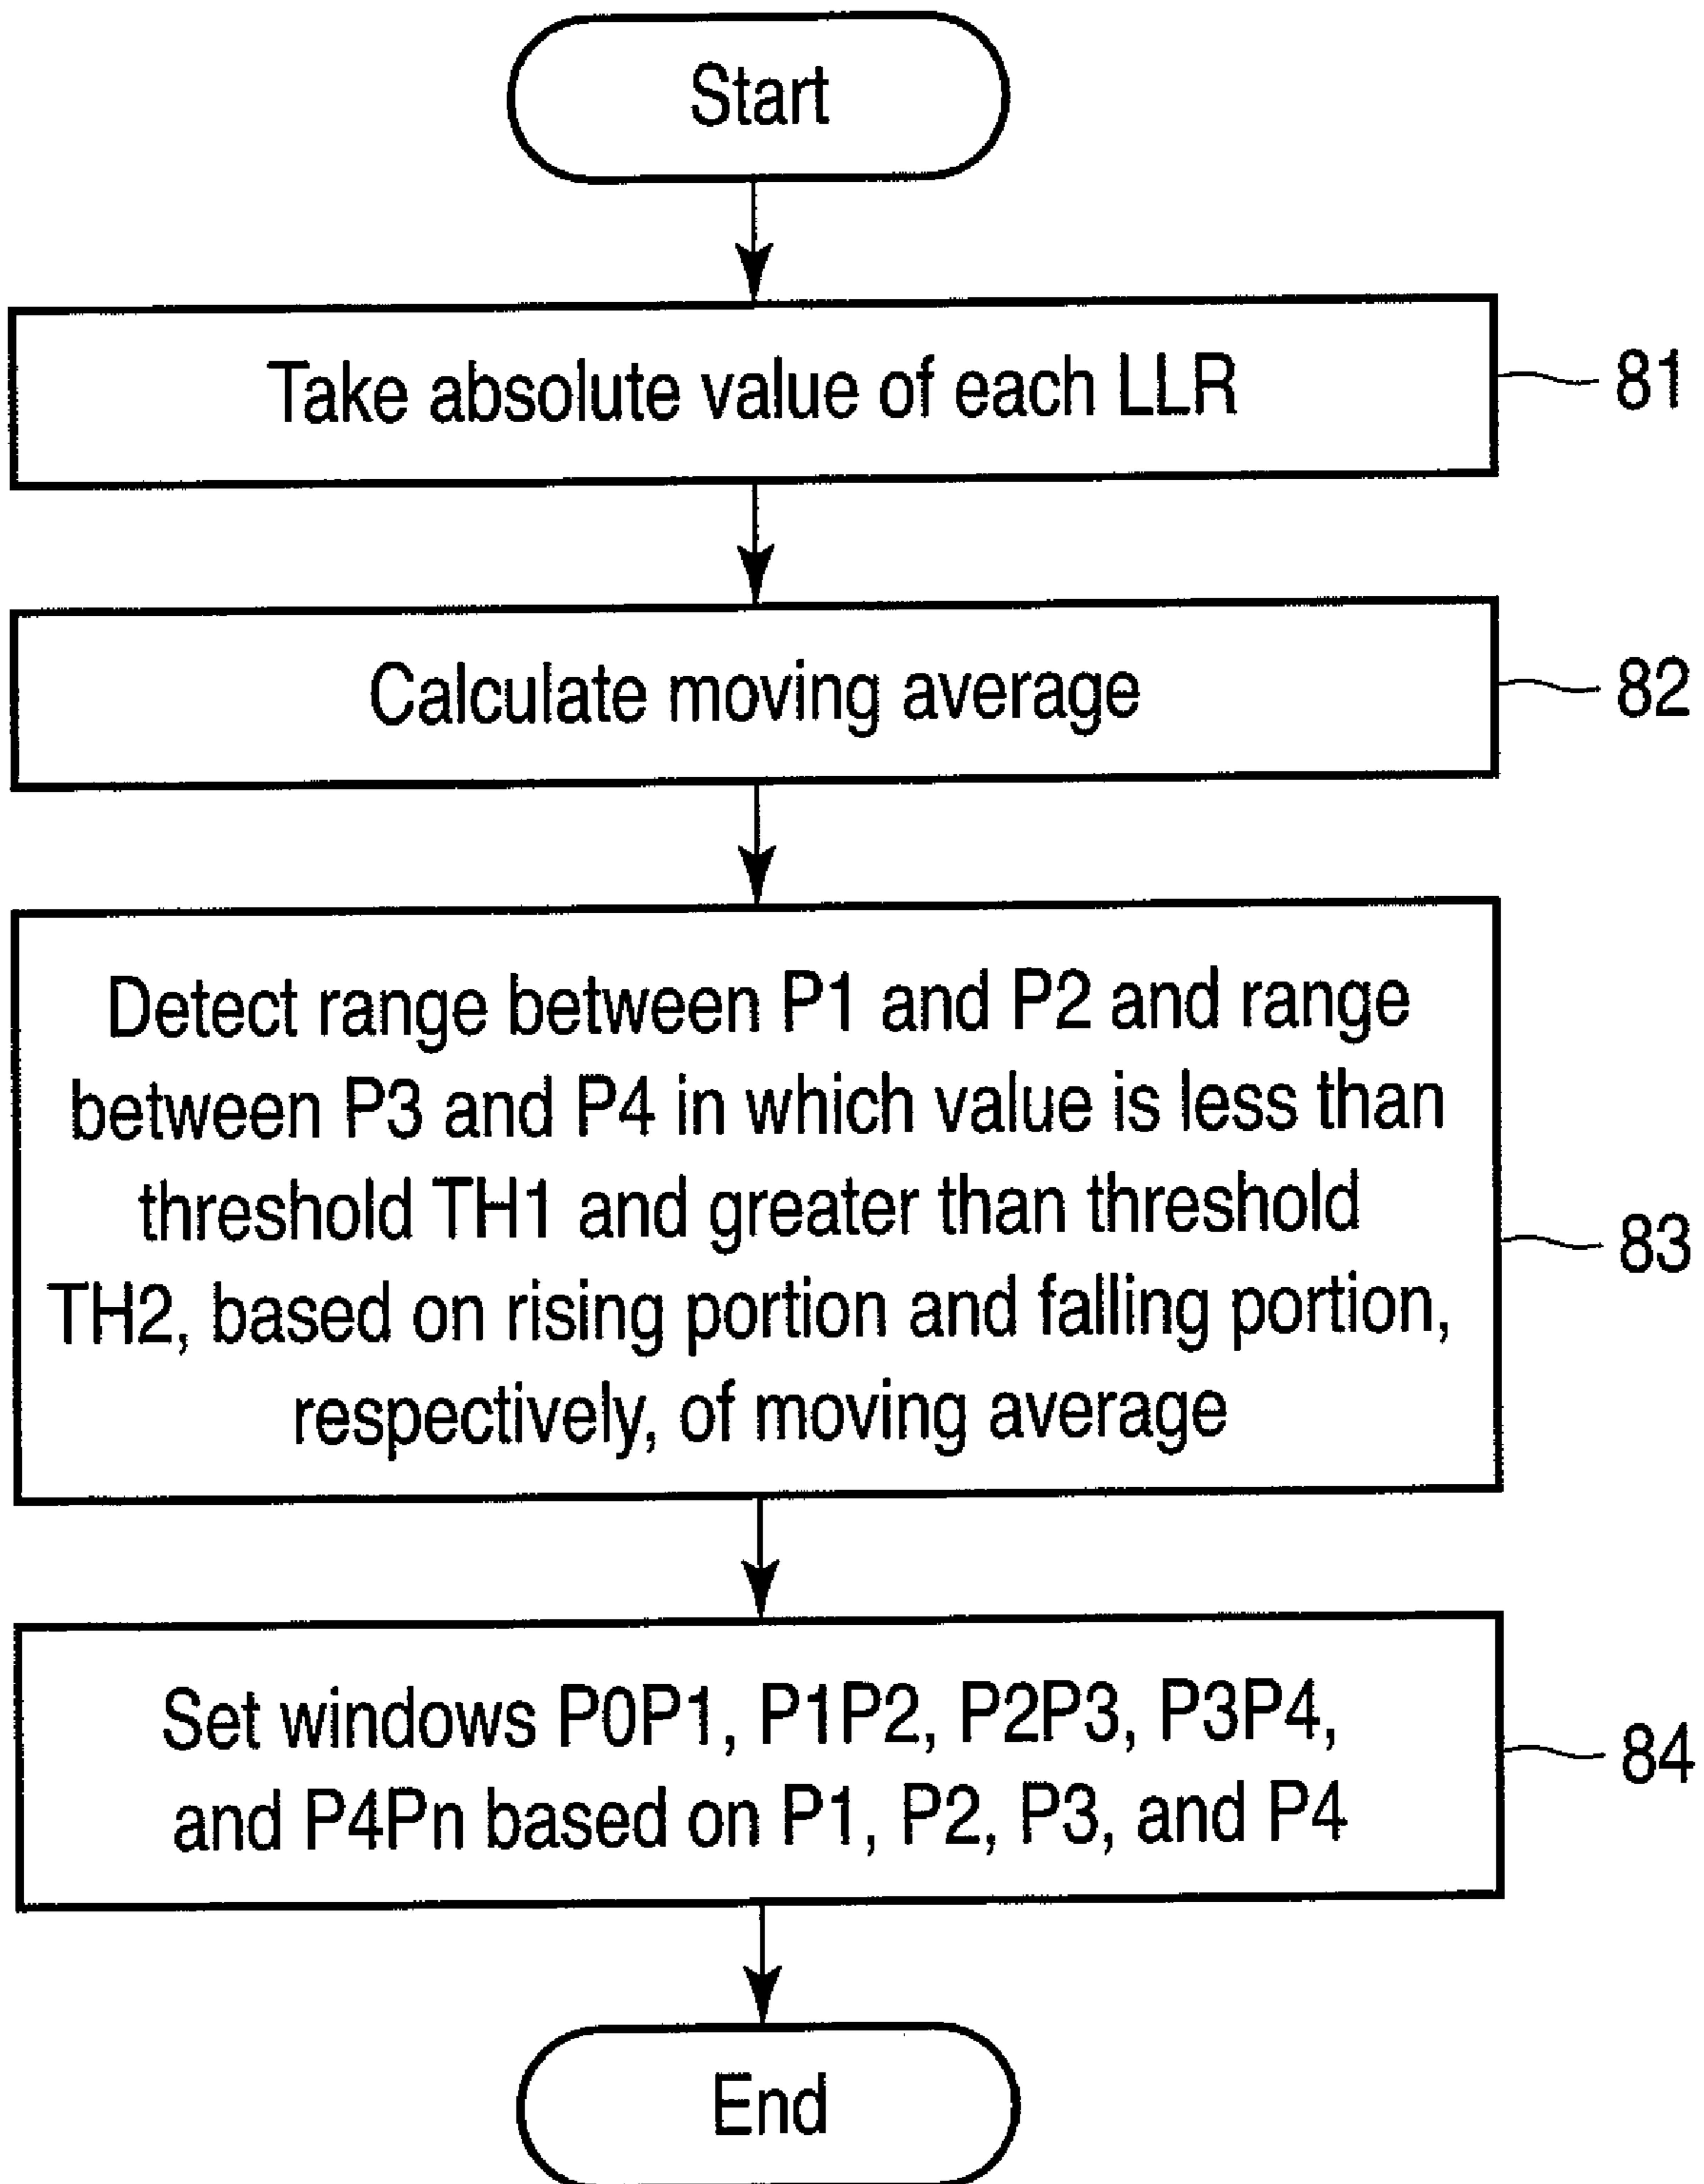 Start
Take absolute value of each LLR
81
Calculate moving average
82
Detect range between P1 and P2 and range
between P3 and P4 in which value is less than
threshold TH1 and greater than threshold
TH2, based on rising portion and falling portion,
respectively, of moving average
83
Set windows P0P1, P1P2, P2P3, P3P4,
and P4Pn based on P1, P2, P3, and P4
84
End